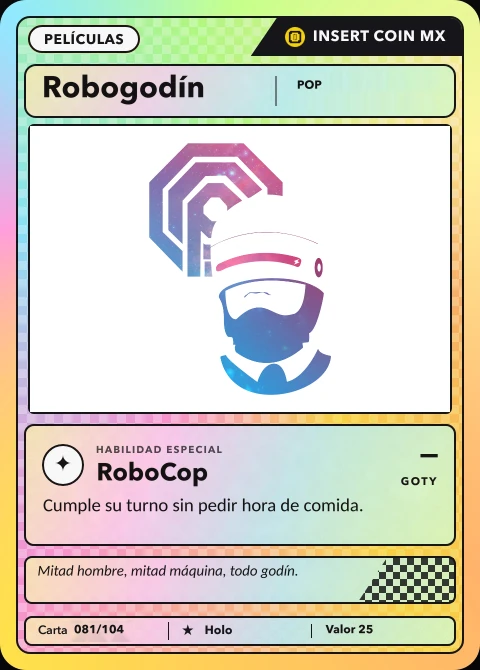 PELÍCULAS
INSERT COIN MX
Robogodín
POP
HABILIDAD ESPECIAL
RoboCop
GOTY
Cumple su turno sin pedir hora de comida.
Mitad hombre, mitad máquina, todo godín.
Carta 081/104 ★ Holo Valor 25